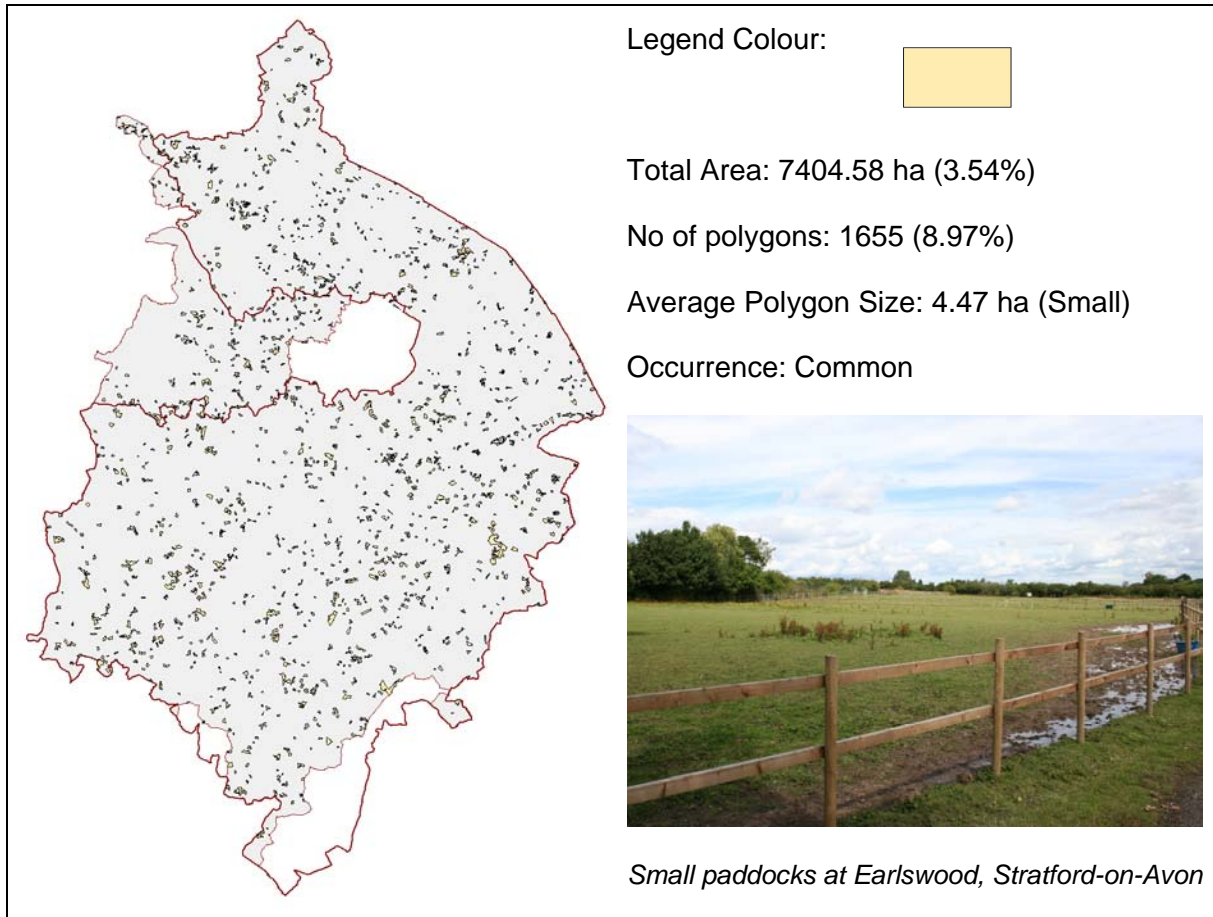 Legend Colour:
Total Area: 7404.58 ha (3.54%)
No of polygons: 1655 (8.97%)
Average Polygon Size: 4.47 ha (Small)
Occurrence: Common
Small paddocks at Earlswood, Stratford-on-Avon